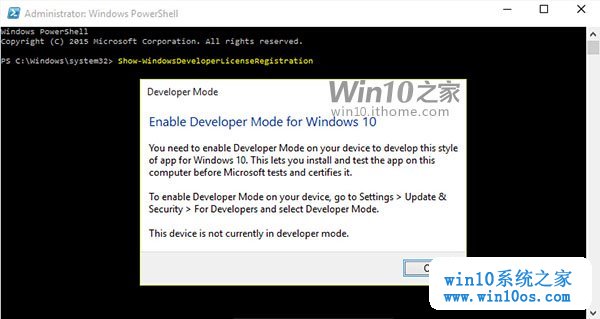 Administrator: Windows PowerShell
Windows PowerShell
Copyright (C) 2015 Microsoft Corporation. All rights reserved.
PS C:\Windows\system32> Show-WindowsDeveloperLicenseRegistration
Developer Mode
Win10之家
win10.ithome.com
Enable Developer Mode for Windows 10
You need to enable Developer Mode on your device to develop this style
of app for Windows 10. This lets you install and test the app on this
computer before Microsoft tests and certifies it.
To enable Developer Mode on your device, go to Settings > Update &
Security > For Developers and select Developer Mode.
This device is not currently in developer mode.
win10系统之家
www.win10os.com